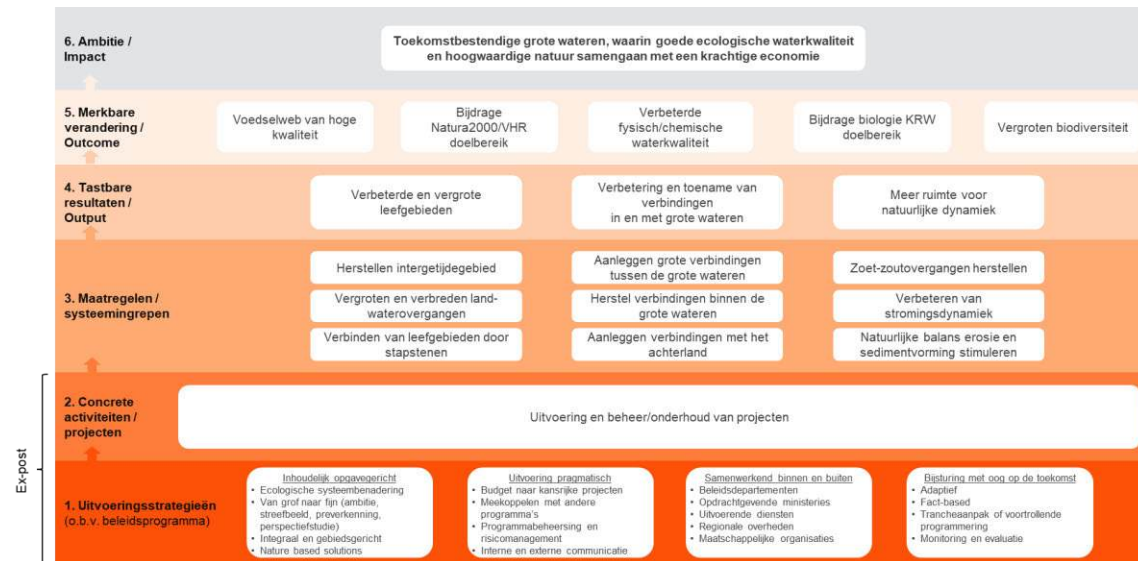 6. Ambitie /
Impact
Toekomstbestendige grote wateren, waarin goede ecologische waterkwaliteit
en hoogwaardige natuur samengaan met een krachtige economie
5. Merkbare
verandering /
Outcome
Voedselweb van hoge
kwaliteit
Bijdrage
Natura2000/VHR
doelbereik
Verbeterde
fysisch/chemische
waterkwaliteit
Bijdrage biologie KRW
doelbereik
Vergroten biodiversiteit
4. Tastbare
resultaten /
Output
Verbeterde en vergrote
leefgebieden
Verbetering en toename van
verbindingen
in en met grote wateren
Meer ruimte voor
natuurlijke dynamiek
3. Maatregelen /
systeemingrepen
Herstellen intergetijdegebied
Aanleggen grote verbindingen
tussen de grote wateren
Zoet-zoutovergangen herstellen
Vergroten en verbreden land-
waterovergangen
Herstel verbindingen binnen de
grote wateren
Verbeteren van
stromingsdynamiek
Verbinden van leefgebieden door
stapstenen
Aanleggen verbindingen met het
achterland
Natuurlijke balans erosie en
sedimentvorming stimuleren
Ex-post
2. Concrete
activiteiten /
projecten
Uitvoering en beheer/onderhoud van projecten
1. Uitvoeringsstrategieën
(o.b.v. beleidsprogramma)
Inhoudelijk opgavegericht
• Ecologische systeembenadering
• Van grof naar fijn (ambitie,
streefbeeld, preverkenning,
perspectiefstudie)
• Integraal en gebiedsgericht
• Nature based solutions
Uitvoering pragmatisch
• Budget naar kansrijke projecten
• Meekoppelen met andere
programma's
• Programmabeheersing en
risicomanagement
• Interne en externe communicatie
Samenwerkend binnen en buiten
• Beleidsdepartementen
• Opdrachtgevende ministeries
• Uitvoerende diensten
• Regionale overheden
• Maatschappelijke organisaties
Bijsturing met oog op de toekomst
• Adaptief
• Fact-based
• Trancheaanpak of voortrollende
programmering
• Monitoring en evaluatie